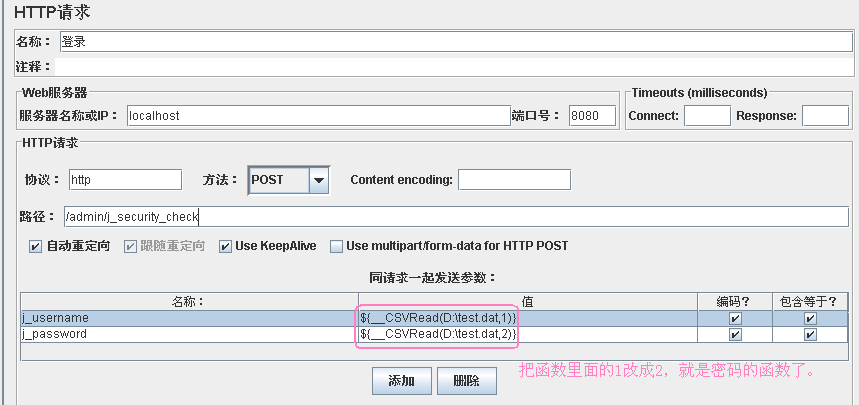 HTTP请求
名称： 登录
注释：
Web服务器 Timeouts (milliseconds)
服务器名称或IP： localhost 端口号： 8080 Connect: Response:
HTTP请求
协议： http 方法： POST Content encoding:
路径： /admin/j_security_check
自动重定向 跟随重定向 Use KeepAlive Use multipart/form-data for HTTP POST
同请求一起发送参数：
名称： 值 编码？ 包含等于？
j_username ${__CSVRead(D:\test.dat,1)}
j_password ${__CSVRead(D:\test.dat,2)}
添加 删除 把函数里面的1改成2，就是密码的函数了。